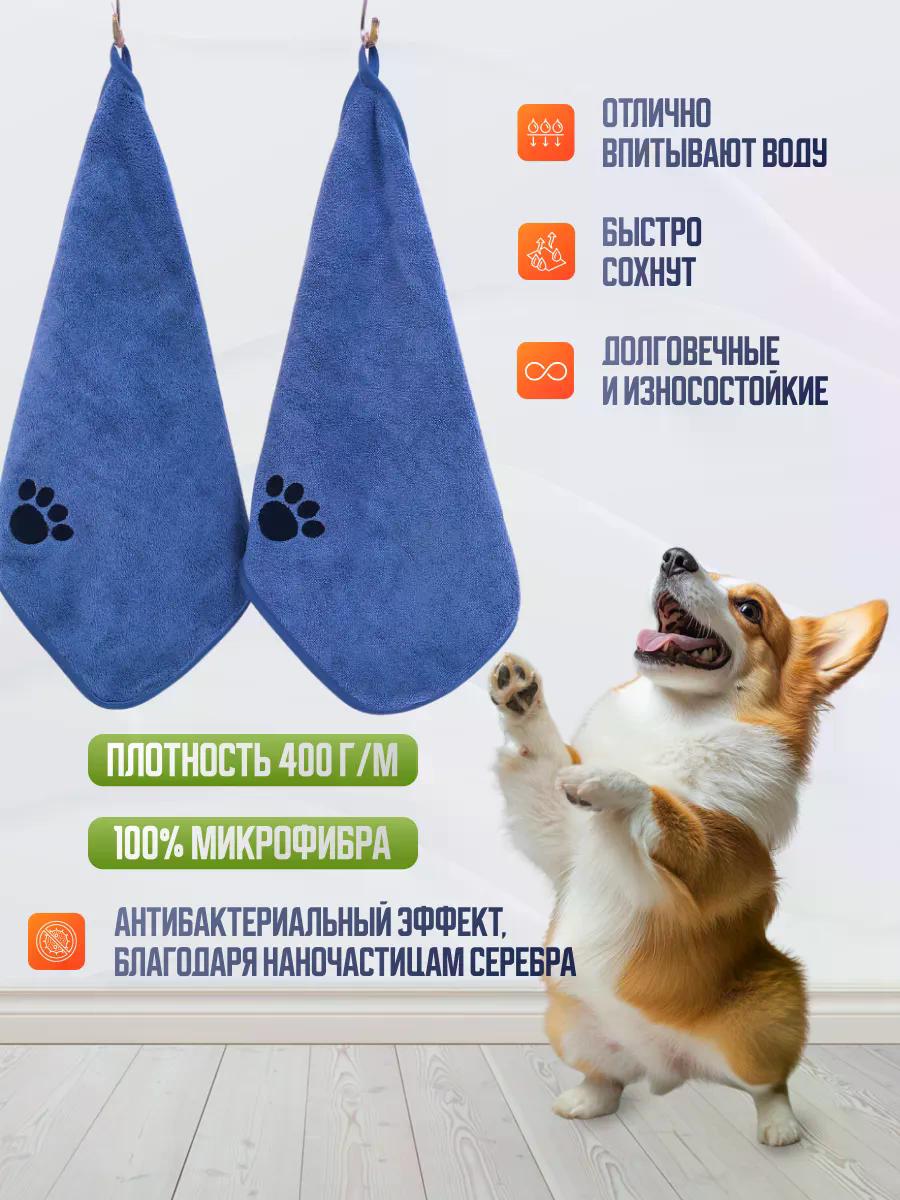 ОТЛИЧНО
ВПИТЫВАЮТ ВОДУ
БЫСТРО
СОХНУТ
ДОЛГОВЕЧНЫЕ
И ИЗНОСОСТОЙКИЕ
ПЛОТНОСТЬ 400 Г/М
100% МИКРОФИБРА
АНТИБАКТЕРИАЛЬНЫЙ ЭФФЕКТ,
БЛАГОДАРЯ НАНОЧАСТИЦАМ СЕРЕБРА